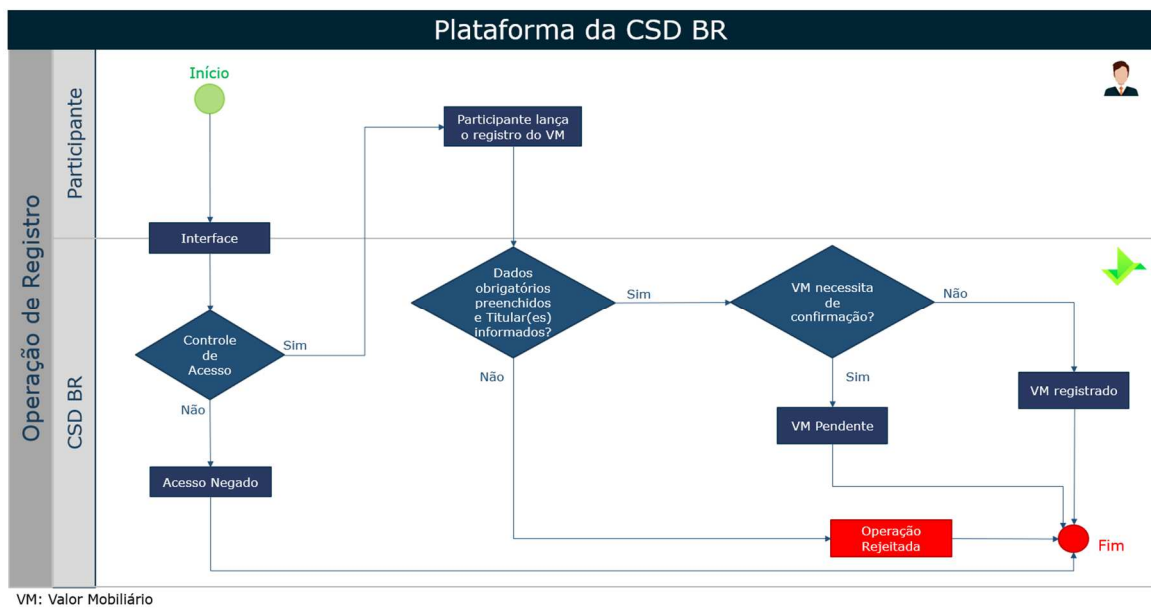 Plataforma da CSD BR
Operação de Registro
Participante
CSD BR
Início
Participante lança
o registro do VM
Interface
Controle
de
Acesso
Sim
Não
Acesso Negado
Dados
obrigatórios
preenchidos
e Titular(es)
informados?
Sim
Não
VM necessita
de
confirmação?
Não
Sim
VM registrado
VM Pendente
Operação
Rejeitada
Fim
VM: Valor Mobiliário